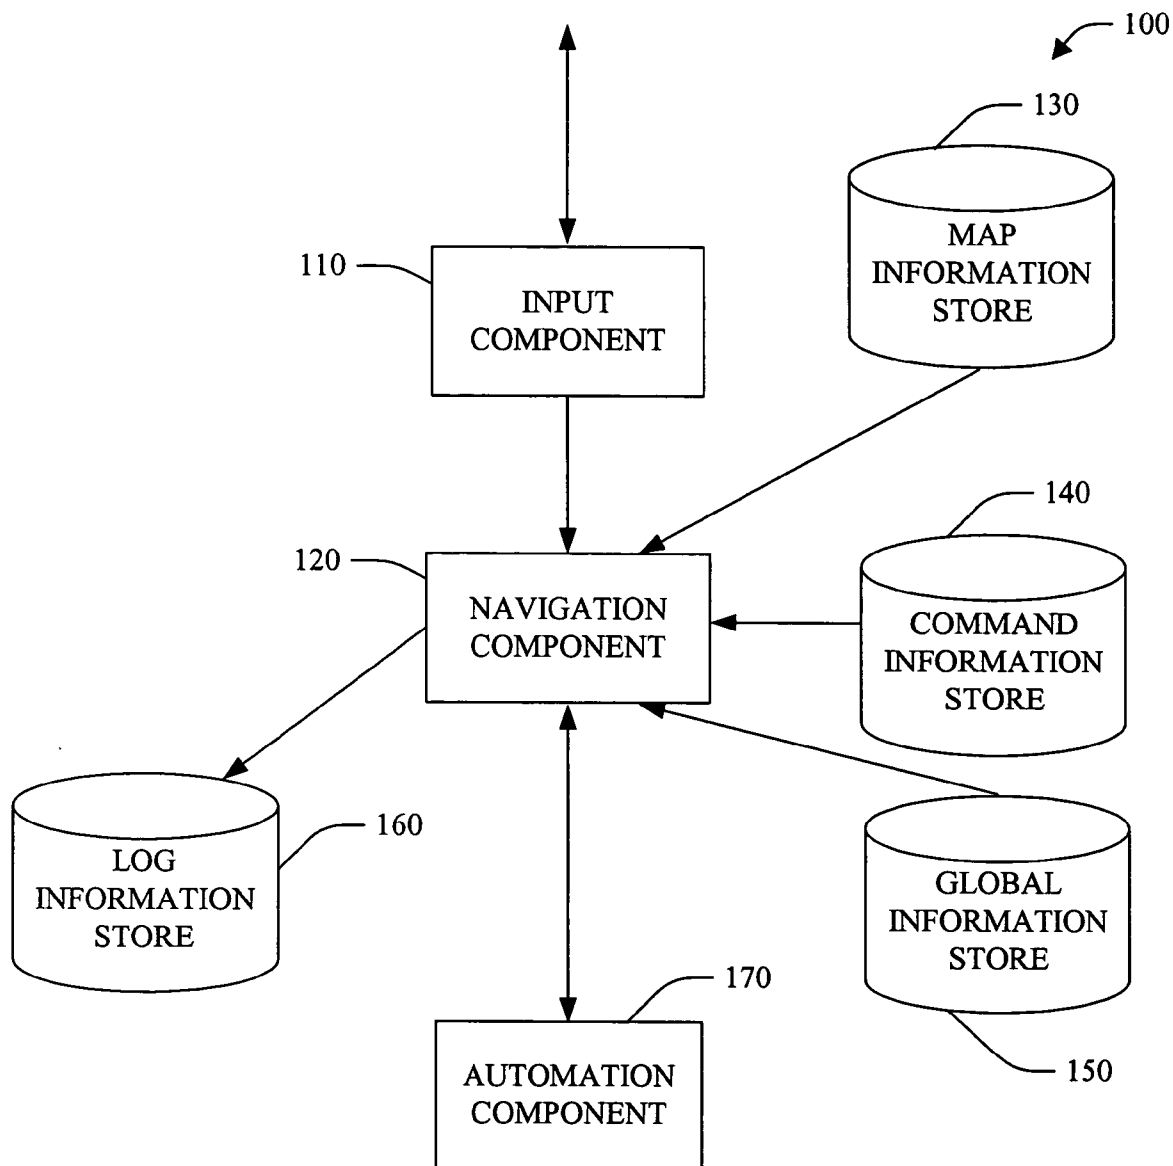 100
130
MAP
INFORMATION
STORE
110
INPUT
COMPONENT
140
120
NAVIGATION
COMPONENT
COMMAND
INFORMATION
STORE
160
LOG
INFORMATION
STORE
GLOBAL
INFORMATION
STORE
170
150
AUTOMATION
COMPONENT